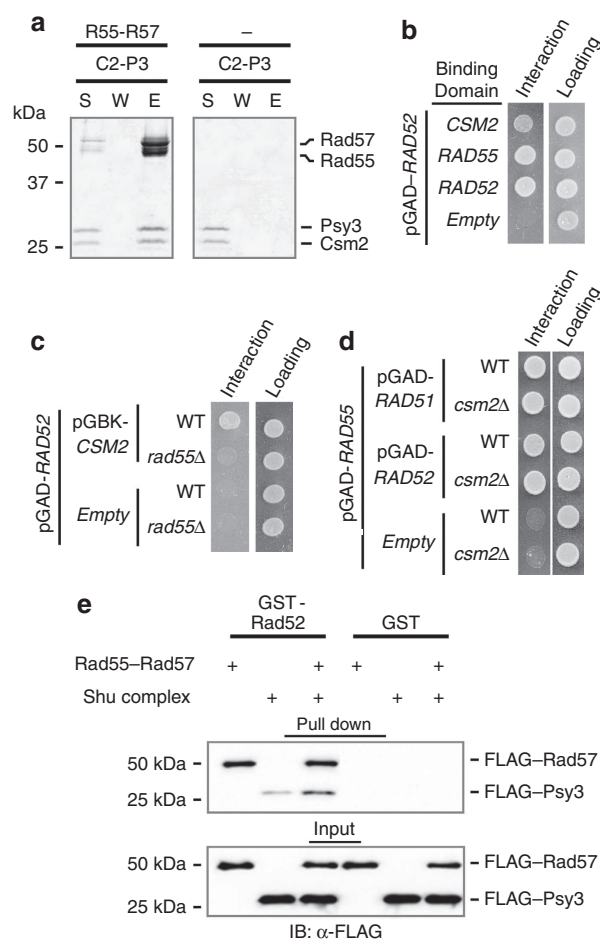 a
R55-R57
–
C2-P3
C2-P3
S W E
S W E
kDa
50
37
25
Rad57
Rad55
Psy3
Csm2
b
Binding
Domain
Interaction
Loading
pGAD–RAD52
CSM2
RAD55
RAD52
Empty
c
Interaction
Loading
pGAD-RAD52
pGBK-
CSM2
WT
rad55Δ
Empty
WT
rad55Δ
d
Interaction
Loading
pGAD-RAD55
pGAD-
RAD51
WT
csm2Δ
pGAD-
RAD52
WT
csm2Δ
Empty
WT
csm2Δ
e
GST -
Rad52
GST
Rad55–Rad57 + + + +
Shu complex + + + +
Pull down
50 kDa
25 kDa
FLAG–Rad57
FLAG–Psy3
Input
50 kDa
25 kDa
FLAG–Rad57
FLAG–Psy3
IB: α-FLAG